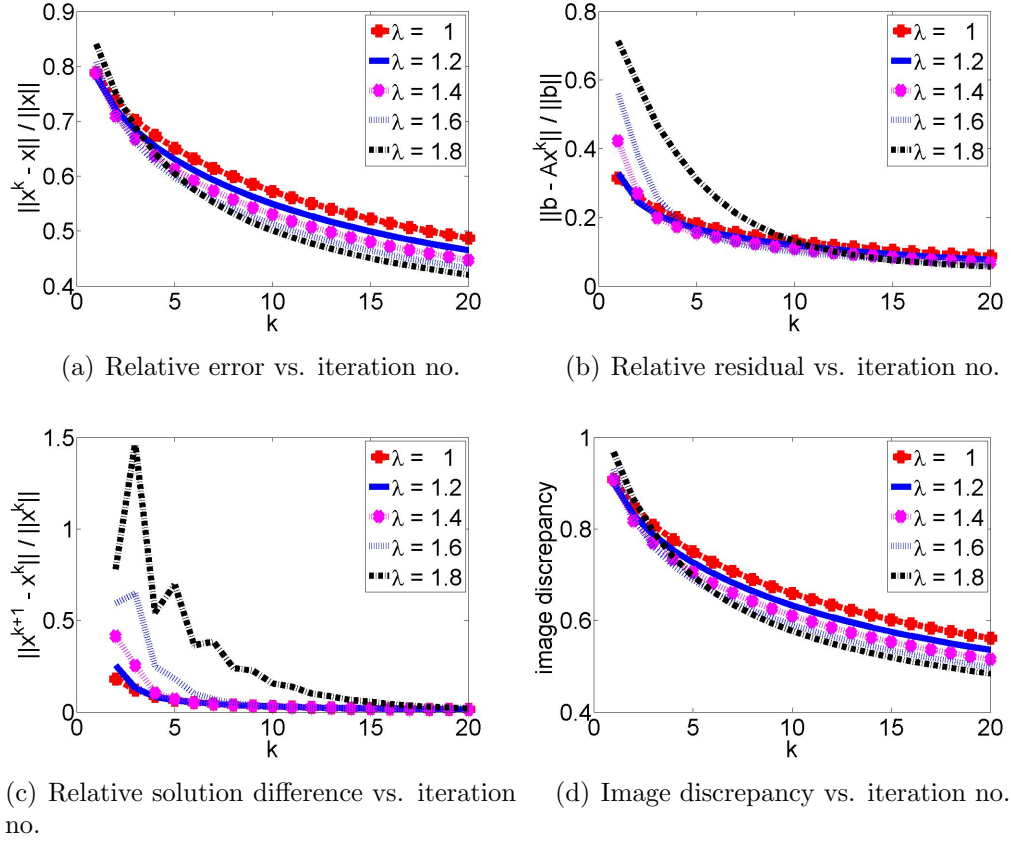 0.9
0.8
0.7
0.6
0.5
0.4
0 5 10 15 20
k
||x^k - x|| / ||x||
λ = 1
λ = 1.2
λ = 1.4
λ = 1.6
λ = 1.8
(a) Relative error vs. iteration no.
0.8
0.6
0.4
0.2
0
0 5 10 15 20
k
||b - Ax^k|| / ||b||
λ = 1
λ = 1.2
λ = 1.4
λ = 1.6
λ = 1.8
(b) Relative residual vs. iteration no.
1.5
1
0.5
0
0 5 10 15 20
k
||x^{k+1} - x^k|| / ||x^k||
λ = 1
λ = 1.2
λ = 1.4
λ = 1.6
λ = 1.8
(c) Relative solution difference vs. iteration
no.
1
0.8
0.6
0.4
0 5 10 15 20
k
image discrepancy
λ = 1
λ = 1.2
λ = 1.4
λ = 1.6
λ = 1.8
(d) Image discrepancy vs. iteration no.